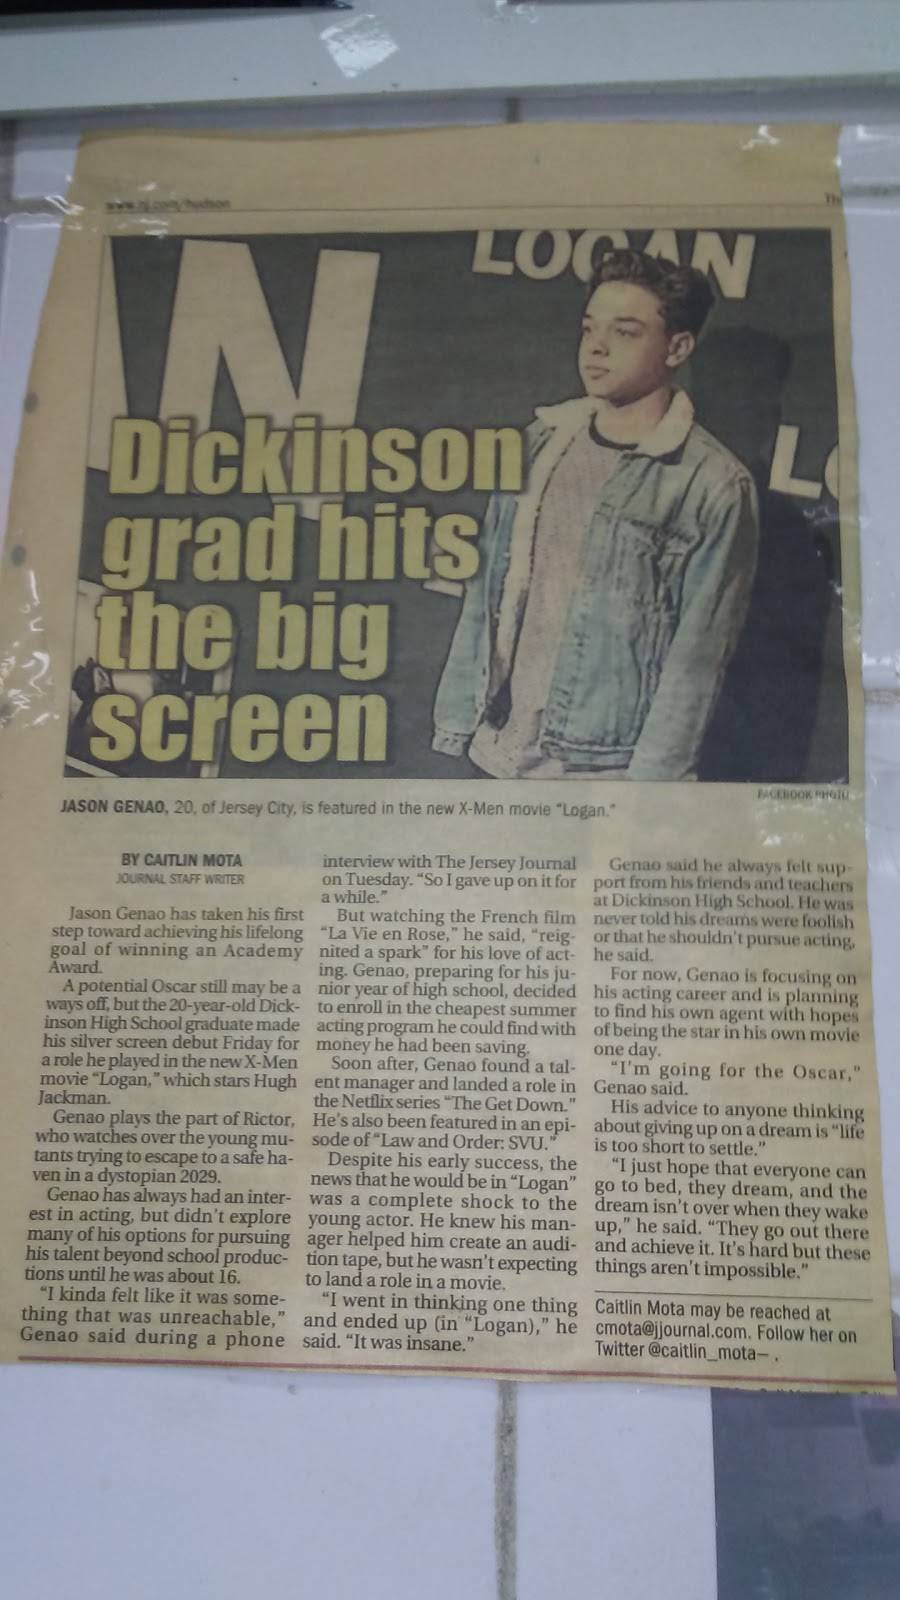 www.nj.com/hudson
Th
N
LOGAN
L
Dickinson
grad hits
the big
screen
FACEBOOK PHOTO
JASON GENAO, 20, of Jersey City, is featured in the new X-Men movie “Logan.”
BY CAITLIN MOTA
JOURNAL STAFF WRITER
Jason Genao has taken his first
step toward achieving his lifelong
goal of winning an Academy
Award.
A potential Oscar still may be a
ways off, but the 20-year-old Dick-
inson High School graduate made
his silver screen debut Friday for
a role he played in the new X-Men
movie “Logan,” which stars Hugh
Jackman.
Genao plays the part of Rictor,
who watches over the young mu-
tants trying to escape to a safe ha-
ven in a dystopian 2029.
Genao has always had an inter-
est in acting, but didn’t explore
many of his options for pursuing
his talent beyond school produc-
tions until he was about 16.
“I kinda felt like it was some-
thing that was unreachable,”
Genao said during a phone
interview with The Jersey Journal
on Tuesday. “So I gave up on it for
a while.”
But watching the French film
“La Vie en Rose,” he said, “reig-
nited a spark” for his love of act-
ing. Genao, preparing for his ju-
nior year of high school, decided
to enroll in the cheapest summer
acting program he could find with
money he had been saving.
Soon after, Genao found a tal-
ent manager and landed a role in
the Netflix series “The Get Down.”
He’s also been featured in an epi-
sode of “Law and Order: SVU.”
Despite his early success, the
news that he would be in “Logan”
was a complete shock to the
young actor. He knew his man-
ager helped him create an audi-
tion tape, but he wasn’t expecting
to land a role in a movie.
“I went in thinking one thing
and ended up (in “Logan),” he
said. “It was insane.”
Genao said he always felt sup-
port from his friends and teachers
at Dickinson High School. He was
never told his dreams were foolish
or that he shouldn’t pursue acting,
he said.
For now, Genao is focusing on
his acting career and is planning
to find his own agent with hopes
of being the star in his own movie
one day.
“I’m going for the Oscar,”
Genao said.
His advice to anyone thinking
about giving up on a dream is “life
is too short to settle.”
“I just hope that everyone can
go to bed, they dream, and the
dream isn’t over when they wake
up,” he said. “They go out there
and achieve it. It’s hard but these
things aren’t impossible.”
Caitlin Mota may be reached at
cmota@jjournal.com. Follow her on
Twitter @caitlin_mota– .